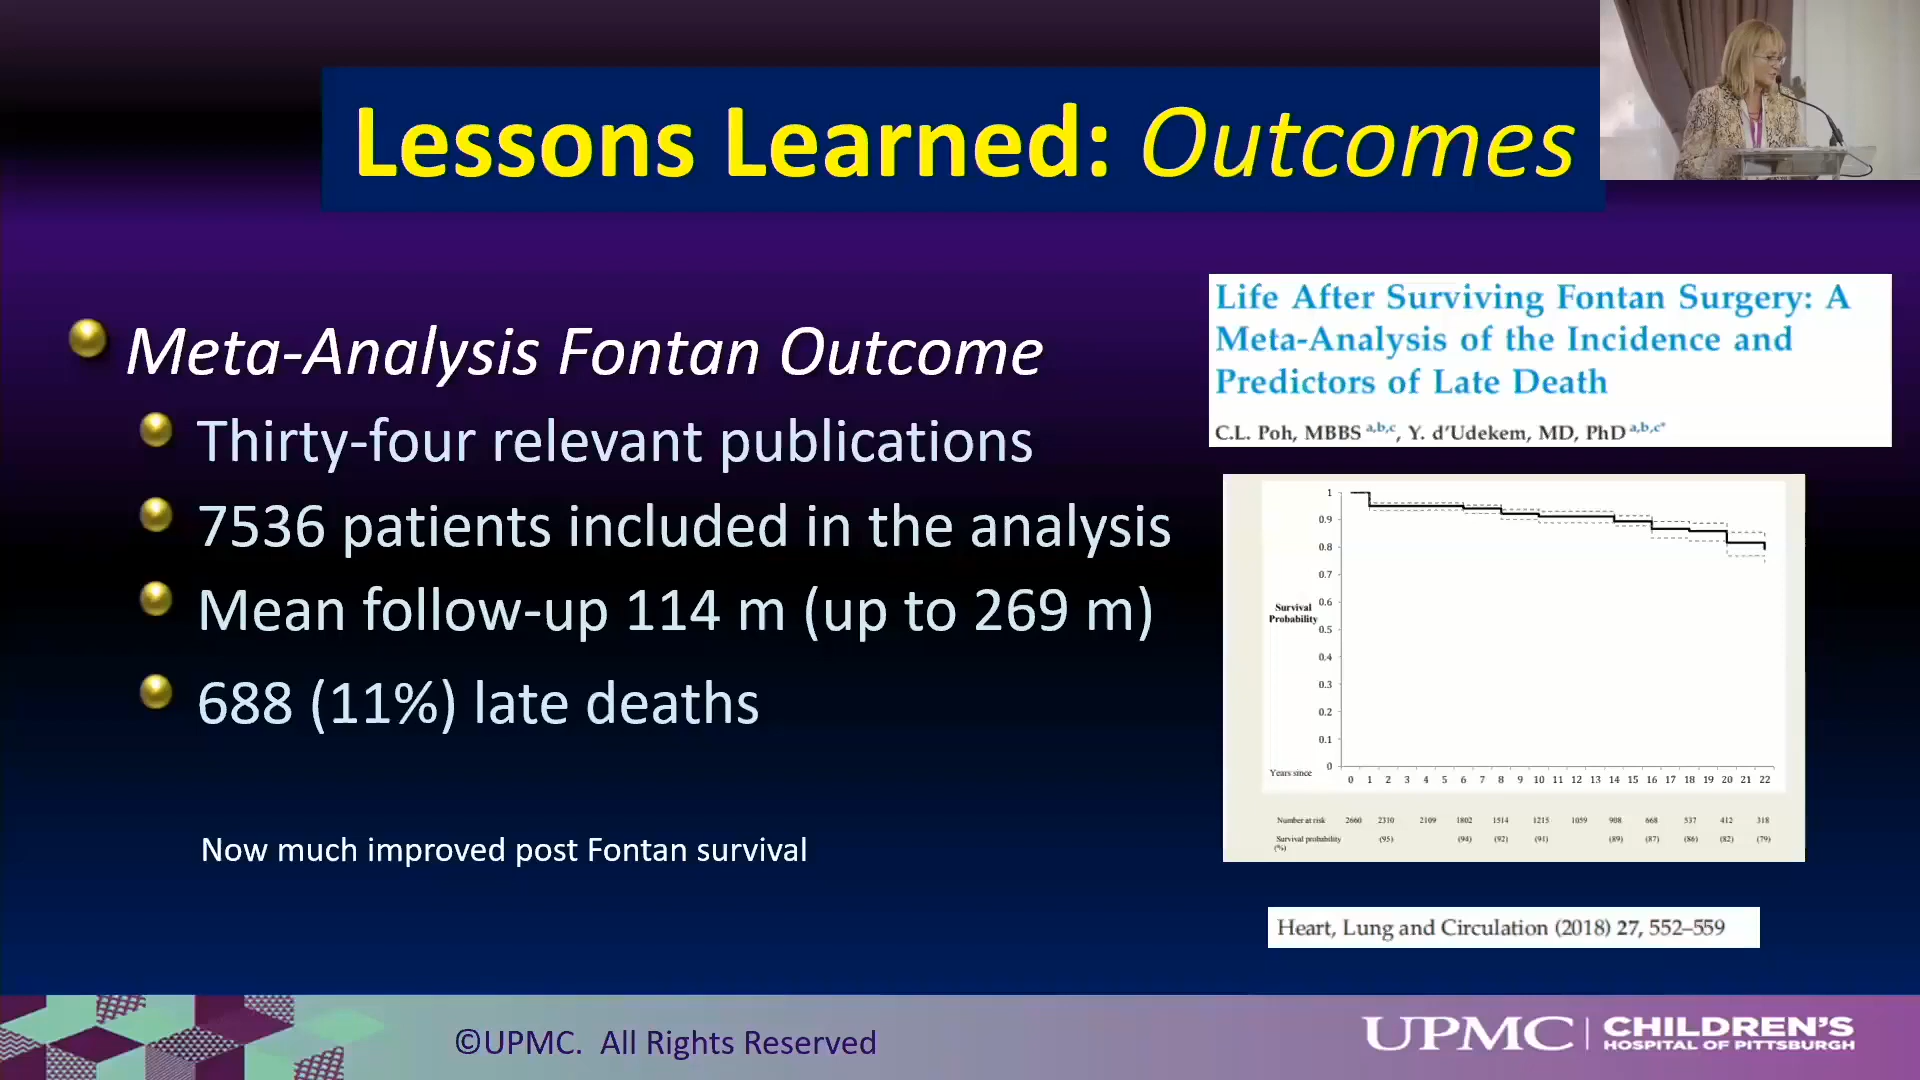 Lessons Learned: Outcomes
Meta-Analysis Fontan Outcome
Thirty-four relevant publications
7536 patients included in the analysis
Mean follow-up 114 m (up to 269 m)
688 (11%) late deaths
Now much improved post Fontan survival
Life After Surviving Fontan Surgery: A
Meta-Analysis of the Incidence and
Predictors of Late Death
C.L. Poh, MBBS a,b,c, Y. d'Udekem, MD, PhD a,b,c*
1
0.9
0.8
0.7
0.6
0.5
0.4
0.3
0.2
0.1
0
Survival
Probability
Years since
0 1 2 3 4 5 6 7 8 9 10 11 12 13 14 15 16 17 18 19 20 21 22
Number at risk 2660 2310 2109 1802 1514 1215 1059 908 668 537 412 318
Survival probability (95) (94) (92) (91) (89) (87) (86) (82) (79)
(%)
Heart, Lung and Circulation (2018) 27, 552–559
©UPMC. All Rights Reserved
UPMC CHILDREN'S
HOSPITAL OF PITTSBURGH